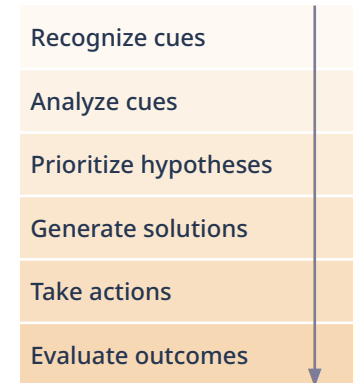 Recognize cues
Analyze cues
Prioritize hypotheses
Generate solutions
Take actions
Evaluate outcomes